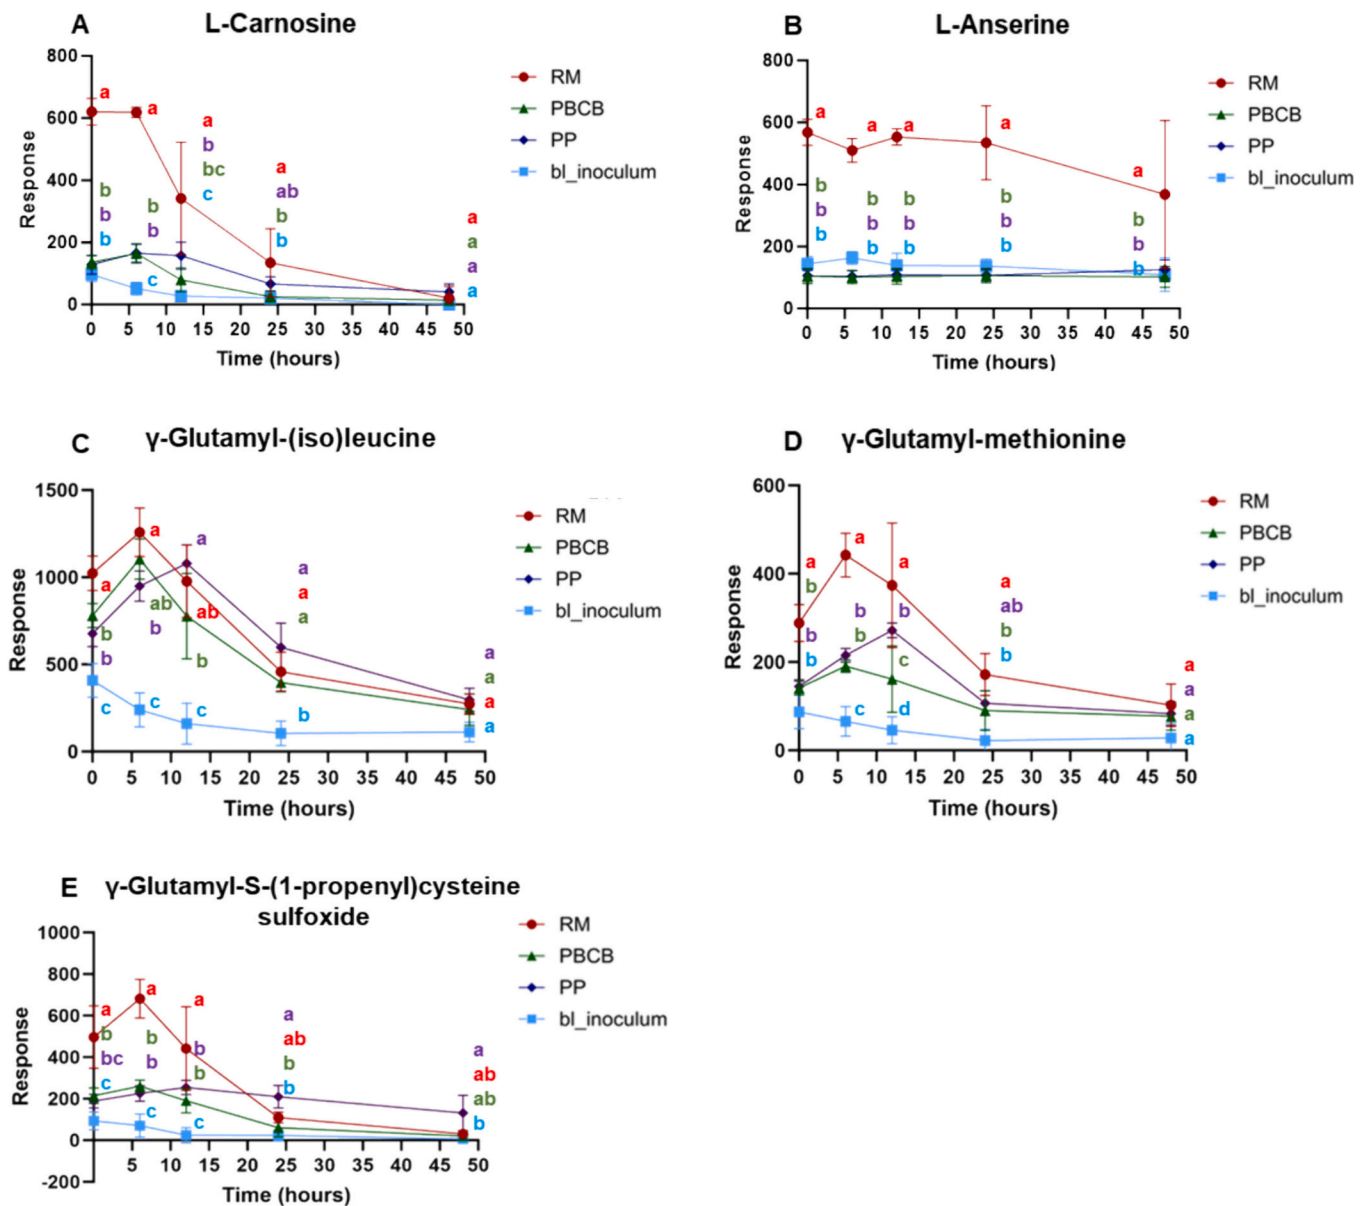 A L-Carnosine
800
600
400
200
0
Response
0 5 10 15 20 25 30 35 40 45 50
Time (hours)
a
b
b
b
a
b
b
c
a
b
bc
c
a
ab
b
b
a
a
a
a
RM
PBCB
PP
bl_inoculum
B L-Anserine
800
600
400
200
0
Response
0 5 10 15 20 25 30 35 40 45 50
Time (hours)
a
b
b
b
a
b
b
b
a
b
b
b
a
b
b
b
a
b
b
b
RM
PBCB
PP
bl_inoculum
C γ-Glutamyl-(iso)leucine
1500
1000
500
0
Response
0 5 10 15 20 25 30 35 40 45 50
Time (hours)
a
b
b
c
a
ab
b
c
a
ab
b
c
a
a
a
b
a
a
a
a
RM
PBCB
PP
bl_inoculum
D γ-Glutamyl-methionine
600
400
200
0
Response
0 5 10 15 20 25 30 35 40 45 50
Time (hours)
a
b
b
b
a
b
b
c
a
b
c
d
a
ab
b
b
a
a
a
a
RM
PBCB
PP
bl_inoculum
E γ-Glutamyl-S-(1-propenyl)cysteine
sulfoxide
1000
800
600
400
200
0
-200
Response
5 10 15 20 25 30 35 40 45 50
Time (hours)
a
b
bc
c
a
b
b
c
a
b
b
c
a
ab
b
b
a
ab
ab
b
RM
PBCB
PP
bl_inoculum